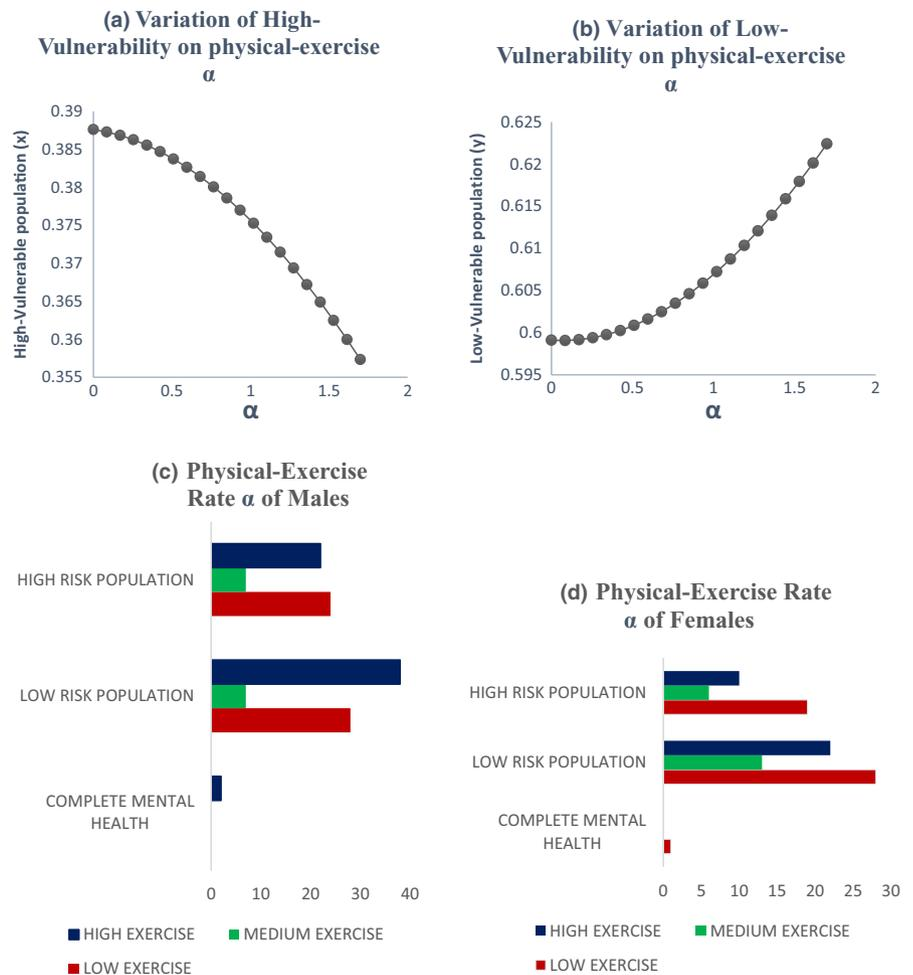 (a) Variation of High-
Vulnerability on physical-exercise
α
High-Vulnerable population (x)
0.39
0.385
0.38
0.375
0.37
0.365
0.36
0.355
0 0.5 1 1.5 2
α
(b) Variation of Low-
Vulnerability on physical-exercise
α
Low-Vulnerable population (y)
0.625
0.62
0.615
0.61
0.605
0.6
0.595
0 0.5 1 1.5 2
α
(c) Physical-Exercise
Rate α of Males
HIGH RISK POPULATION
LOW RISK POPULATION
COMPLETE MENTAL
HEALTH
0 10 20 30 40
HIGH EXERCISE MEDIUM EXERCISE
LOW EXERCISE
(d) Physical-Exercise Rate
α of Females
HIGH RISK POPULATION
LOW RISK POPULATION
COMPLETE MENTAL
HEALTH
0 5 10 15 20 25 30
HIGH EXERCISE MEDIUM EXERCISE
LOW EXERCISE